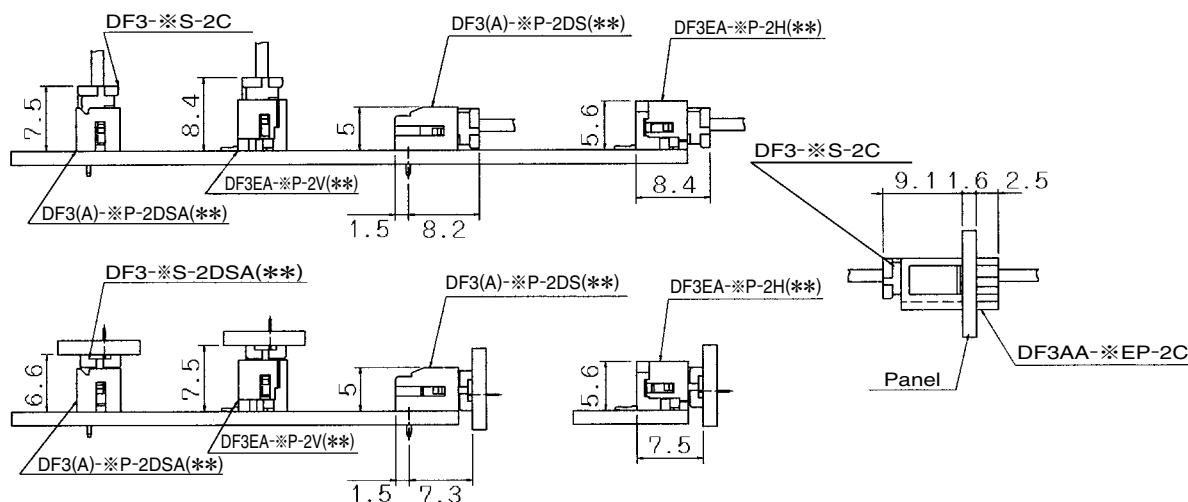 DF3-※S-2C
DF3(A)-※P-2DS(**)
DF3EA-※P-2H(**)
7.5
8.4
5
5.6
DF3EA-※P-2V(**)
DF3(A)-※P-2DSA(**)
1.5 8.2
8.4
DF3-※S-2C
9.1 1.6 2.5
DF3-※S-2DSA(**)
DF3(A)-※P-2DS(**)
DF3EA-※P-2H(**)
6.6
7.5
5
5.6
DF3AA-※EP-2C
Panel
DF3EA-※P-2V(**)
DF3(A)-※P-2DSA(**)
1.5 7.3
7.5